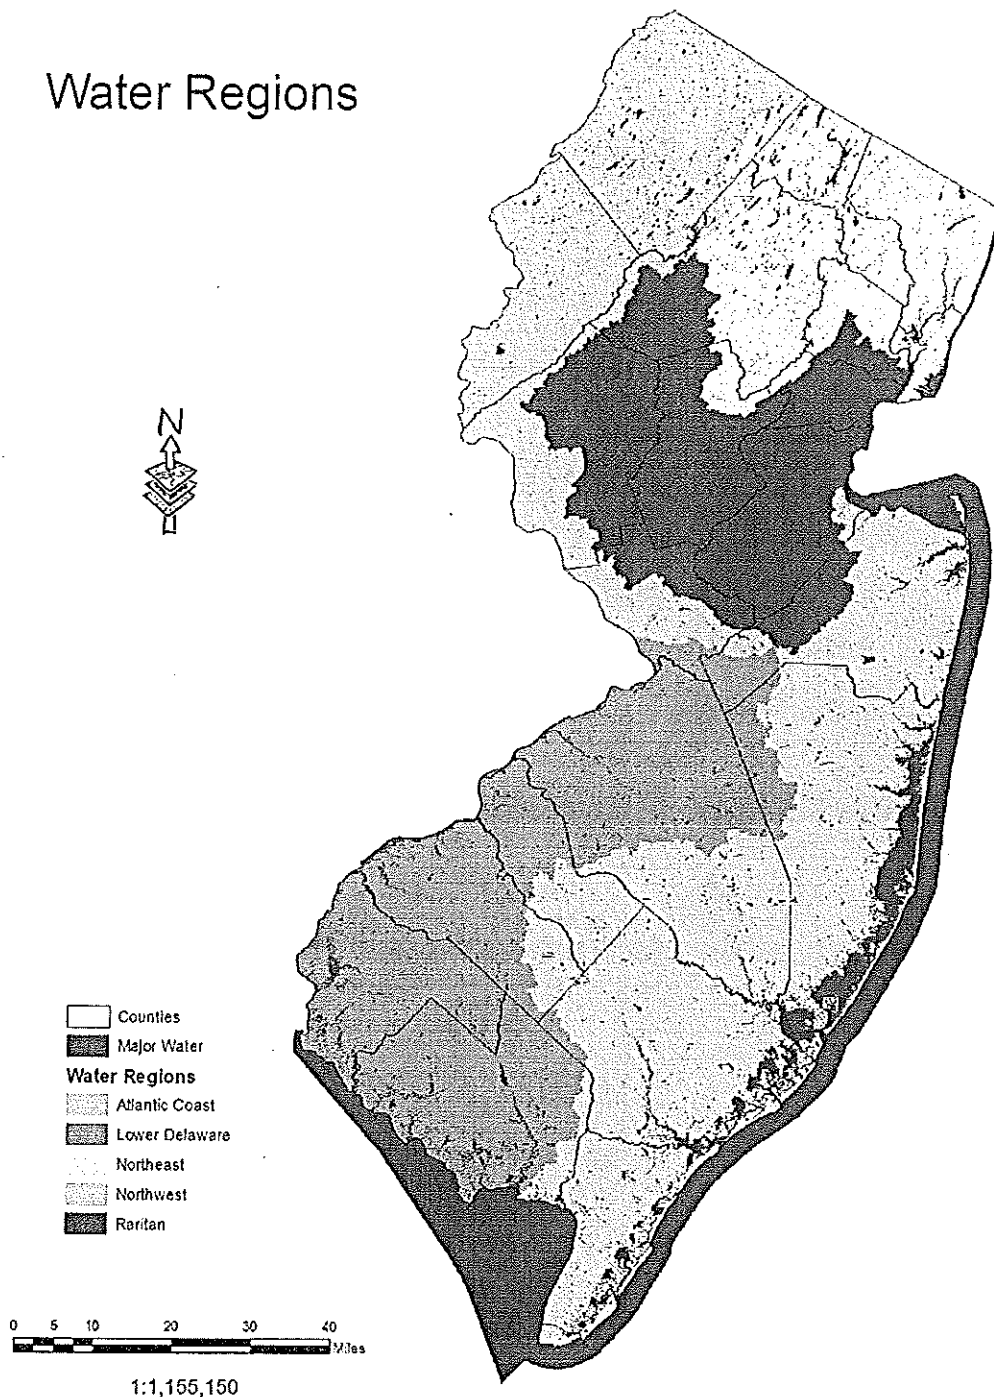 Water Regions
N
Counties
Major Water
Water Regions
Atlantic Coast
Lower Delaware
Northeast
Northwest
Raritan
0 5 10 20 30 40
Miles
1:1,155,150